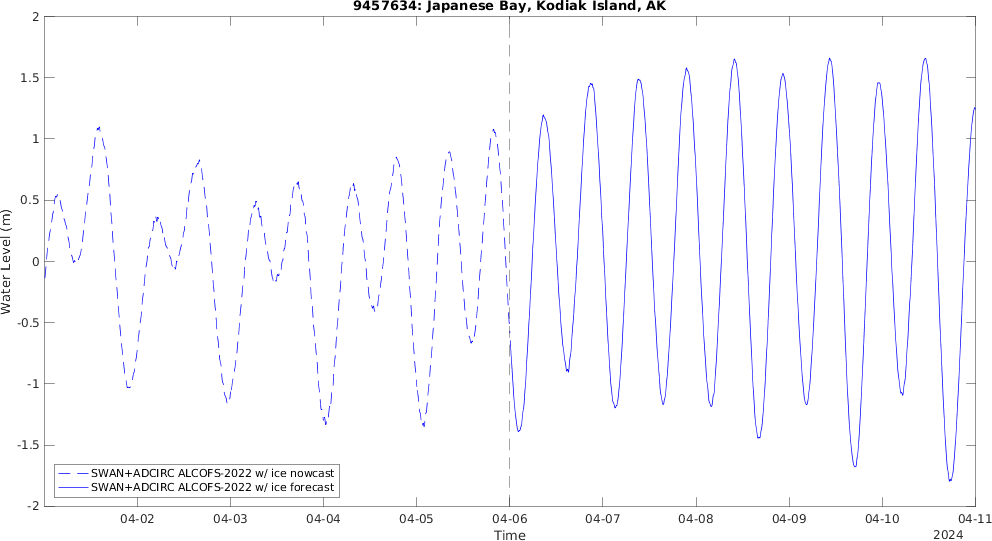 9457634: Japanese Bay, Kodiak Island, AK
2
1.5
1
0.5
0
-0.5
-1
-1.5
-2
Water Level (m)
SWAN+ADCIRC ALCOFS-2022 w/ ice nowcast
SWAN+ADCIRC ALCOFS-2022 w/ ice forecast
04-02 04-03 04-04 04-05 04-06 04-07 04-08 04-09 04-10 04-11
Time
2024